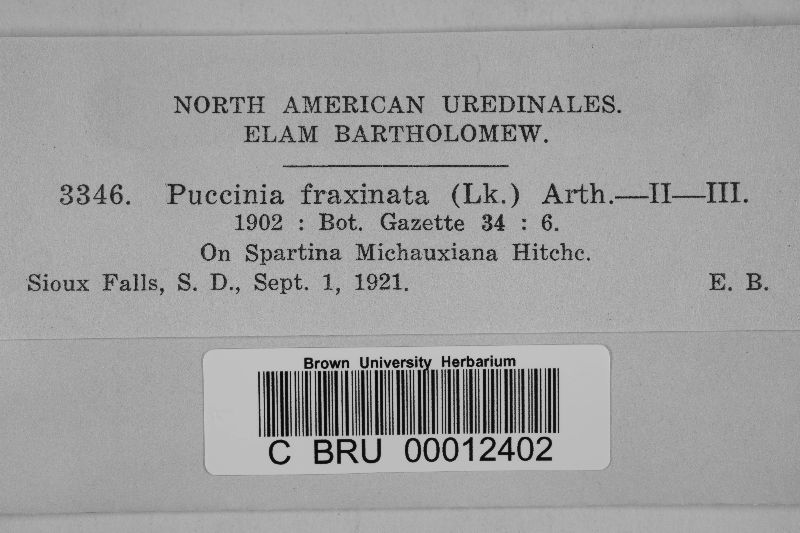 NORTH AMERICAN UREDINALES.
ELAM BARTHOLOMEW.
3346. Puccinia fraxinata (Lk.) Arth.—II—III.
1902 : Bot. Gazette 34 : 6.
On Spartina Michauxiana Hitchc.
Sioux Falls, S. D., Sept. 1, 1921. E. B.
Brown University Herbarium
C BRU 00012402